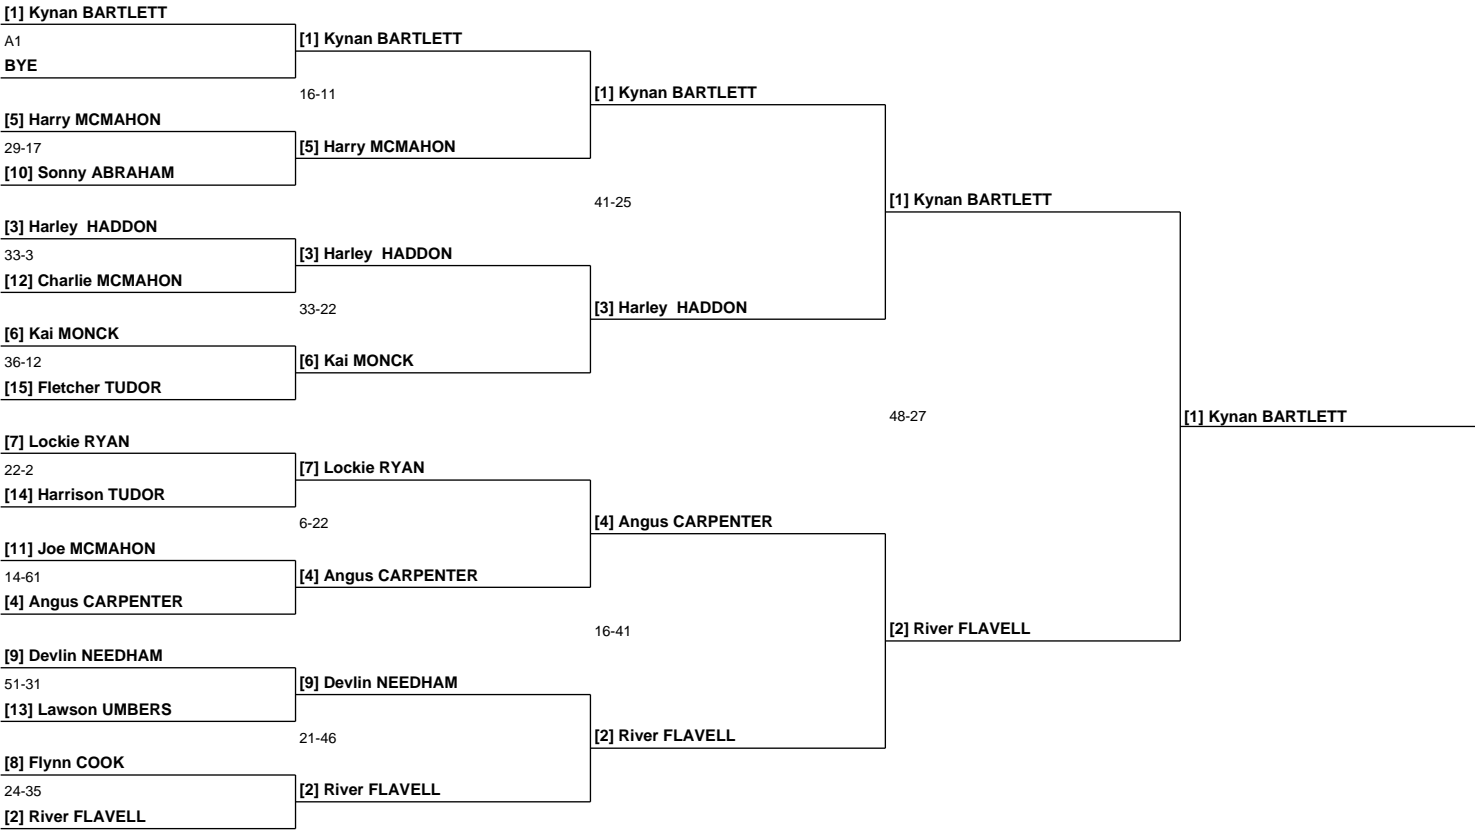 [1] Kynan BARTLETT
A1
BYE
[5] Harry MCMAHON
29-17
[10] Sonny ABRAHAM
[3] Harley  HADDON
33-3
[12] Charlie MCMAHON
[6] Kai MONCK
36-12
[15] Fletcher TUDOR
[7] Lockie RYAN
22-2
[14] Harrison TUDOR
[11] Joe MCMAHON
14-61
[4] Angus CARPENTER
[9] Devlin NEEDHAM
51-31
[13] Lawson UMBERS
[8] Flynn COOK
24-35
[2] River FLAVELL
[1] Kynan BARTLETT
16-11
[5] Harry MCMAHON
[3] Harley  HADDON
33-22
[6] Kai MONCK
[7] Lockie RYAN
6-22
[4] Angus CARPENTER
[9] Devlin NEEDHAM
21-46
[2] River FLAVELL
[1] Kynan BARTLETT
41-25
[3] Harley  HADDON
[4] Angus CARPENTER
16-41
[2] River FLAVELL
[1] Kynan BARTLETT
48-27
[2] River FLAVELL
[1] Kynan BARTLETT